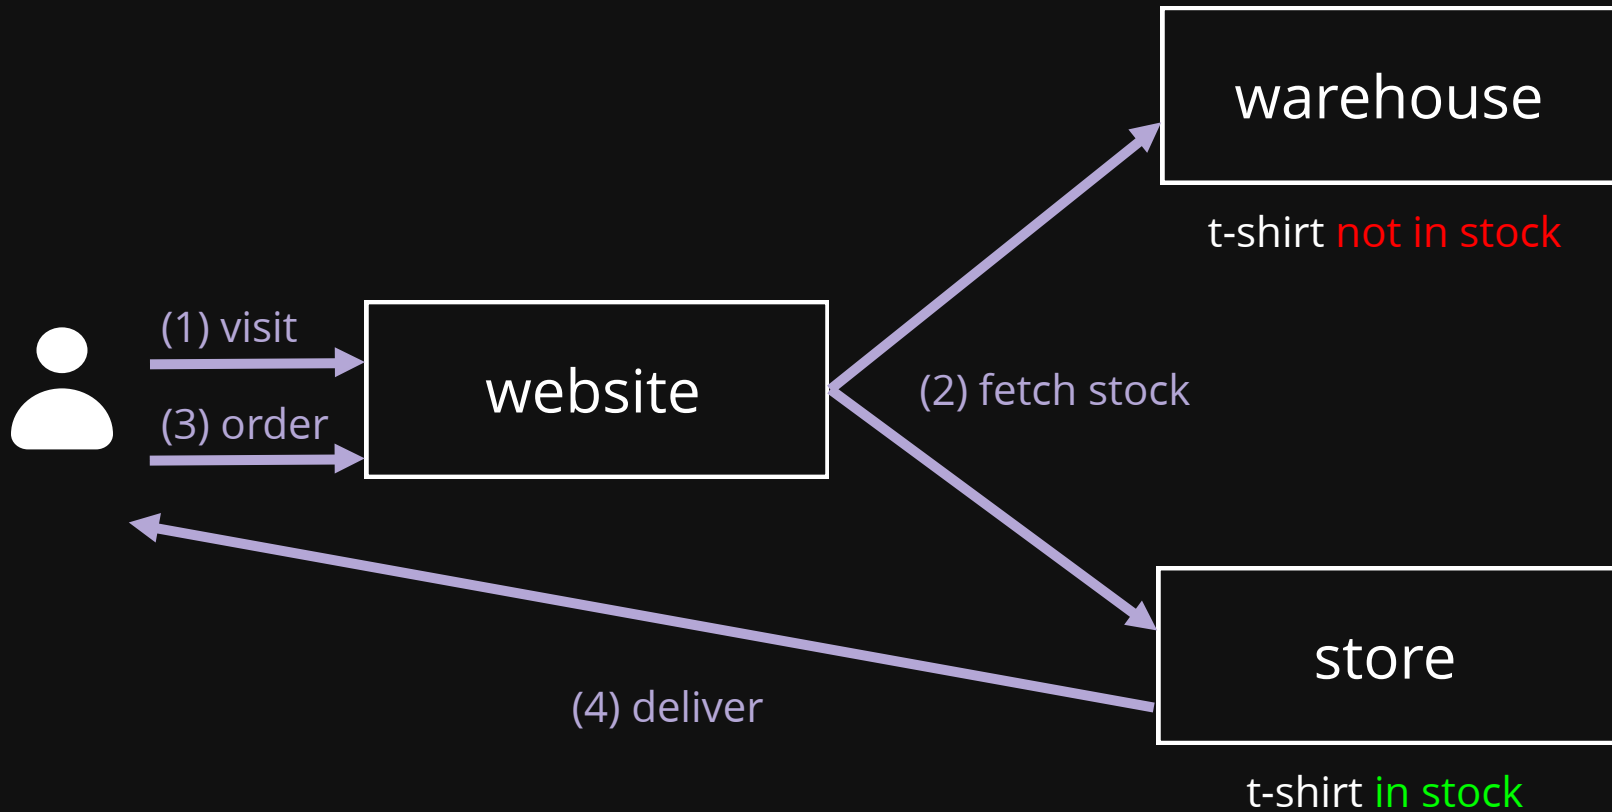 warehouse
t-shirt not in stock
(1) visit
website
(2) fetch stock
(3) order
store
(4) deliver
t-shirt in stock